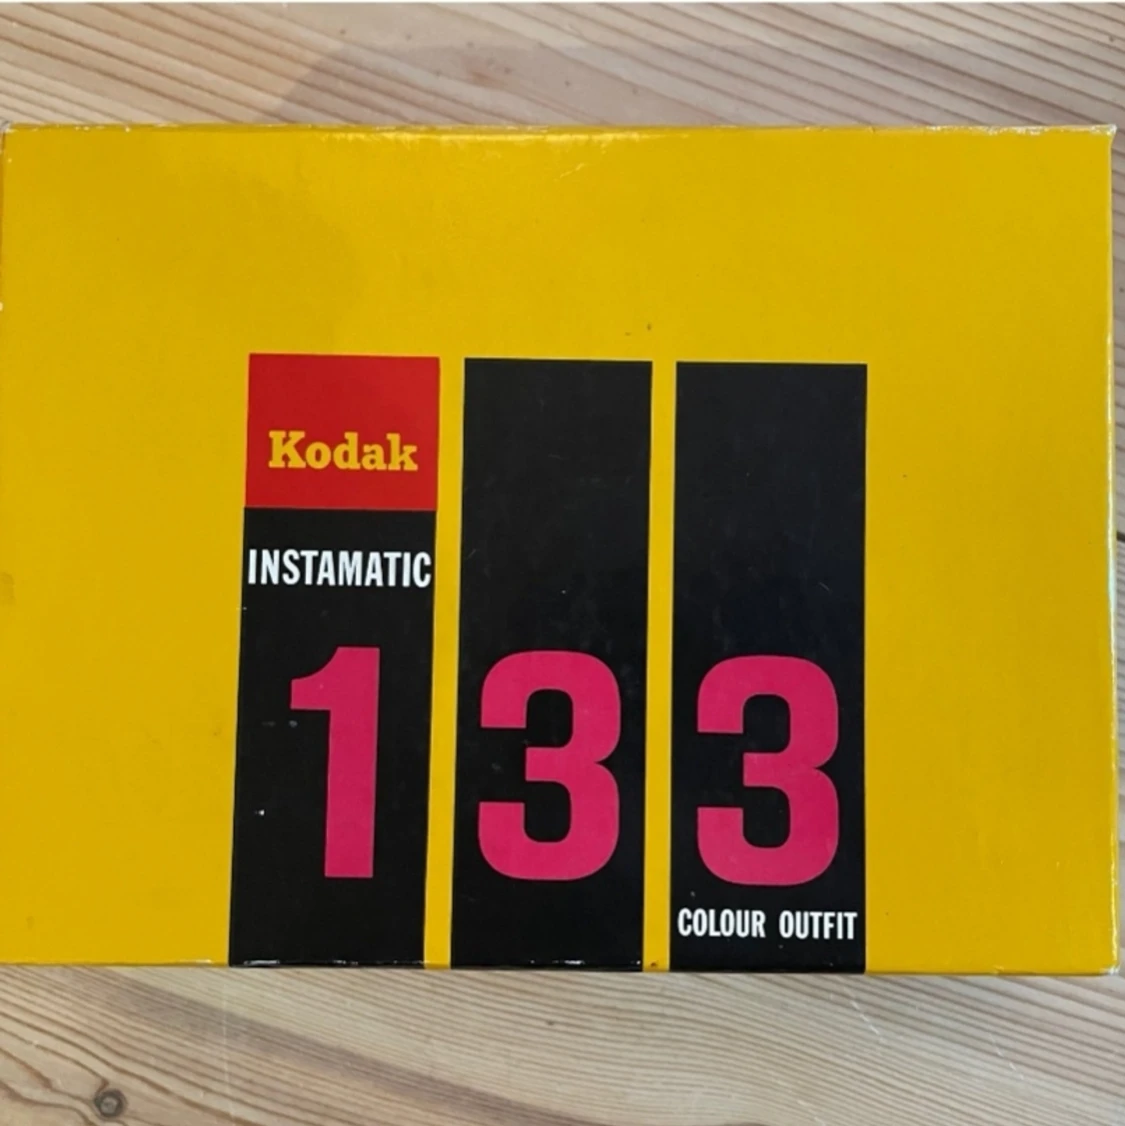 Kodak
INSTAMATIC
133
COLOUR OUTFIT